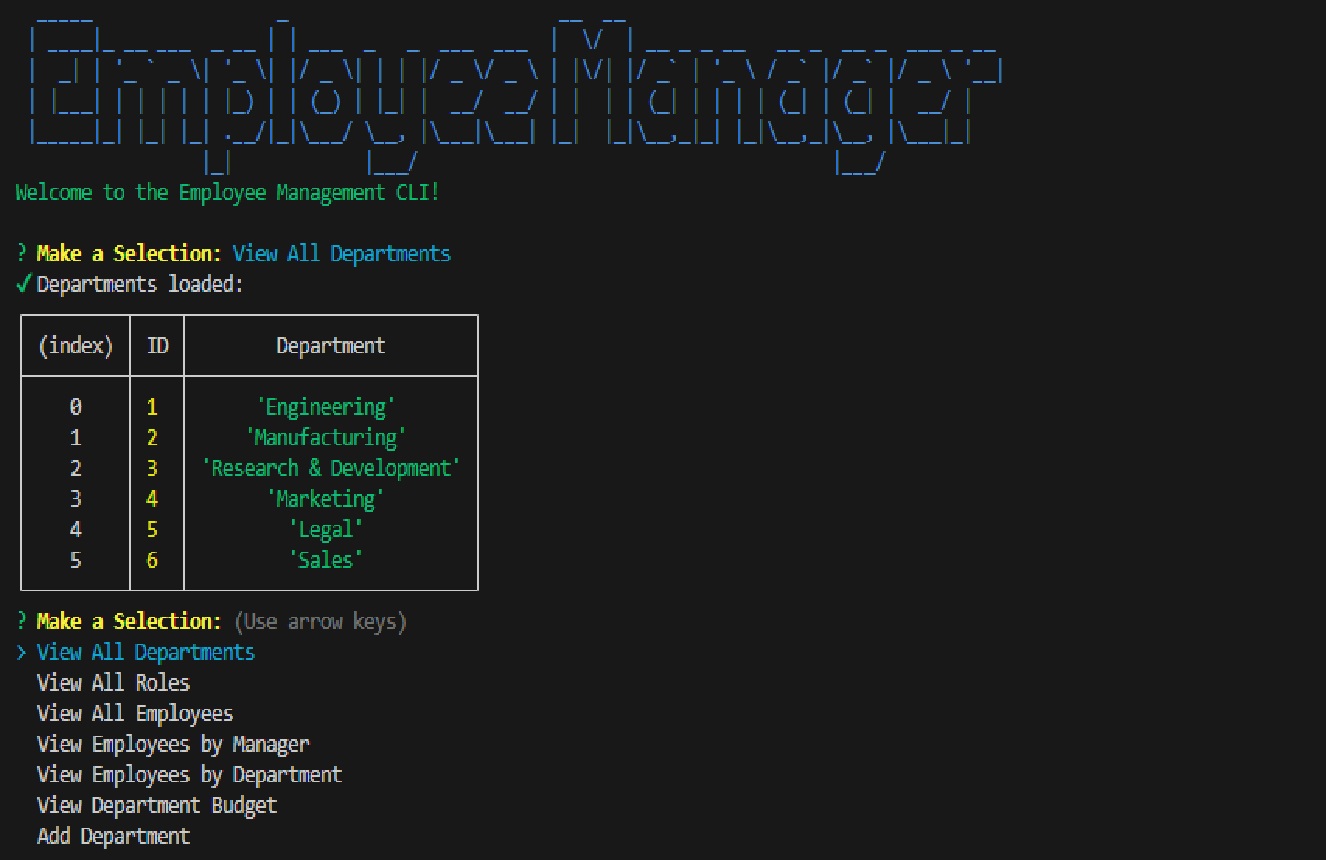 Employee Manager
Welcome to the Employee Management CLI!
? Make a Selection: View All Departments
✓ Departments loaded:
(index) ID Department
0 1 'Engineering'
1 2 'Manufacturing'
2 3 'Research & Development'
3 4 'Marketing'
4 5 'Legal'
5 6 'Sales'
? Make a Selection: (Use arrow keys)
> View All Departments
View All Roles
View All Employees
View Employees by Manager
View Employees by Department
View Department Budget
Add Department